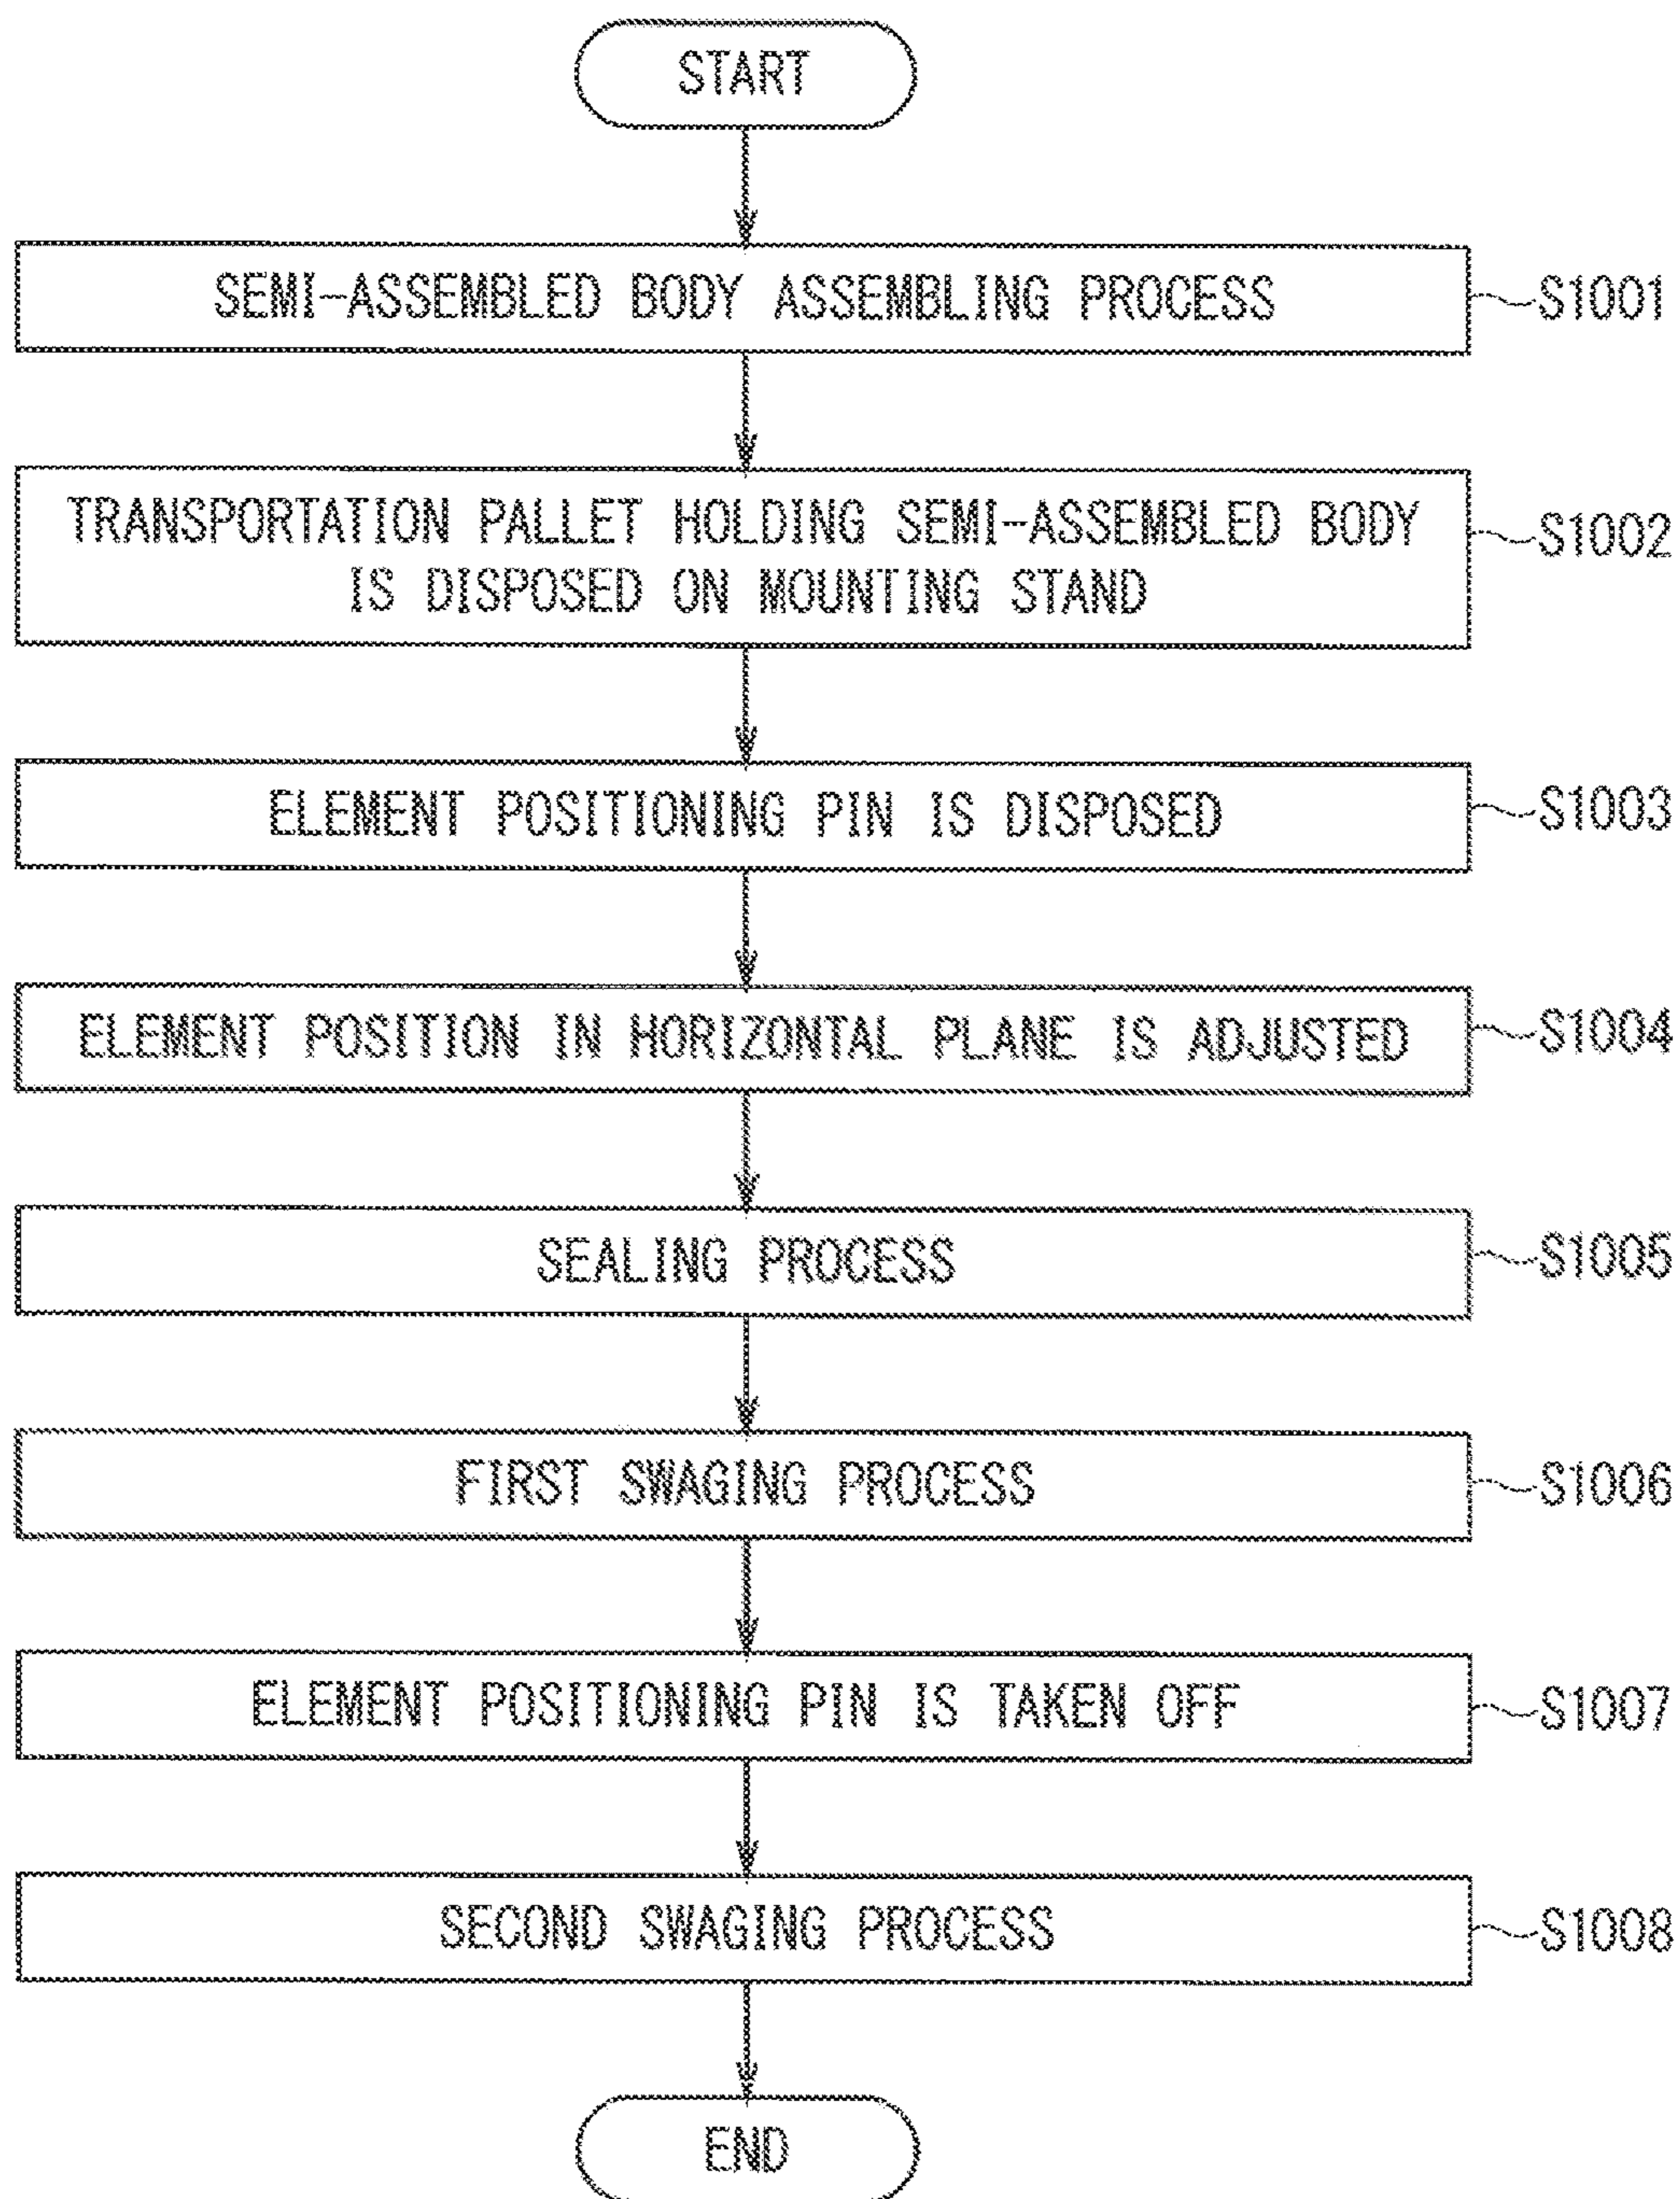 START
SEMI-ASSEMBLED BODY ASSEMBLING PROCESS
S1001
TRANSPORTATION PALLET HOLDING SEMI-ASSEMBLED BODY
IS DISPOSED ON MOUNTING STAND
S1002
ELEMENT POSITIONING PIN IS DISPOSED
S1003
ELEMENT POSITION IN HORIZONTAL PLANE IS ADJUSTED
S1004
SEALING PROCESS
S1005
FIRST SWAGING PROCESS
S1006
ELEMENT POSITIONING PIN IS TAKEN OFF
S1007
SECOND SWAGING PROCESS
S1008
END